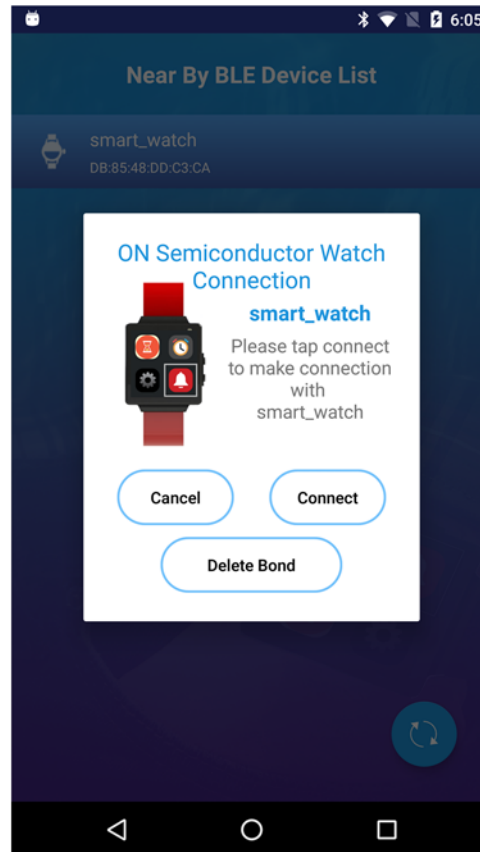 6:05
Near By BLE Device List
smart_watch
DB:85:48:DD:C3:CA
ON Semiconductor Watch
Connection
smart_watch
Please tap connect
to make connection
with
smart_watch
Cancel
Connect
Delete Bond